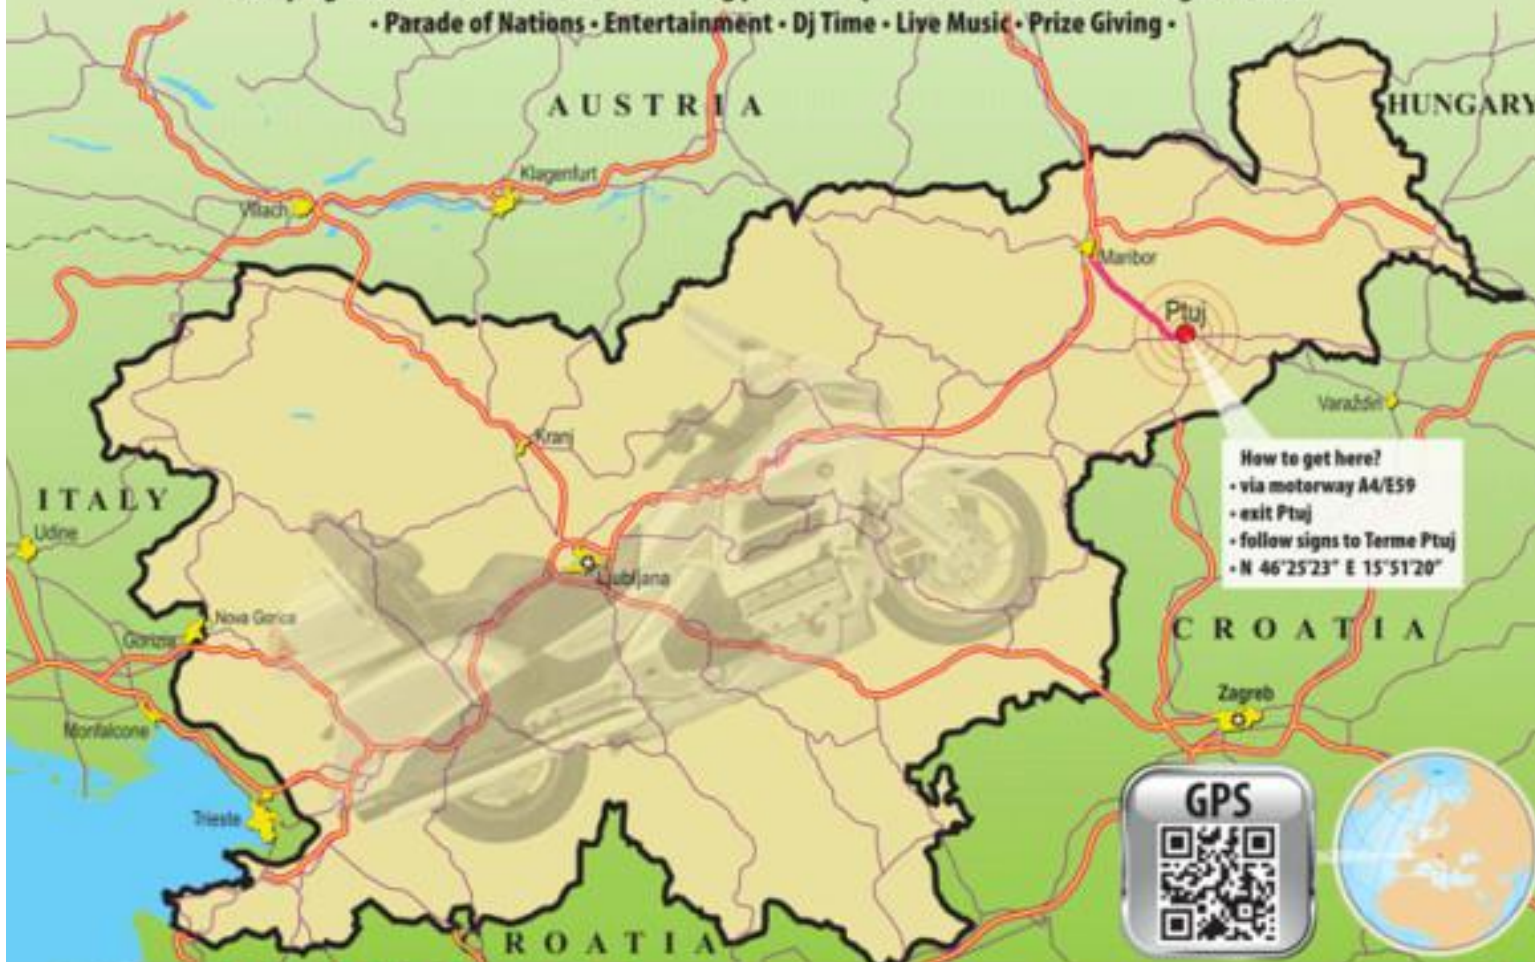 • Parade of Nations • Entertainment • Dj Time • Live Music • Prize Giving •
AUSTRIA
HUNGARY
Klagenfurt
Villach
Maribor
Ptuj
Varaždin
Kranj
How to get here?
• via motorway A4/E59
• exit Ptuj
• follow signs to Terme Ptuj
• N 46°25'23" E 15°51'20"
ITALY
Udine
Ljubljana
Nova Gorica
Gorizia
CROATIA
Zagreb
Monfalcone
Trieste
GPS
ROATIA